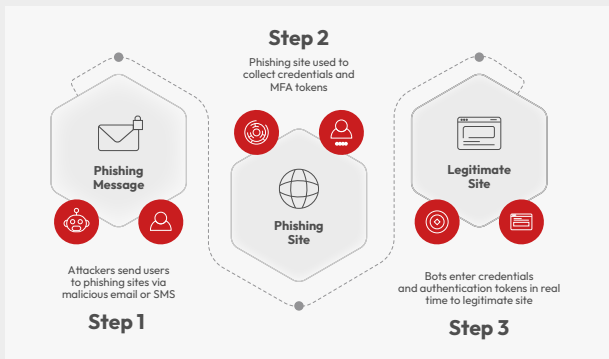 Phishing
Message
Attackers send users
to phishing sites via
malicious email or SMS
Step 1
Step 2
Phishing site used to
collect credentials and
MFA tokens
Phishing
Site
Legitimate
Site
Bots enter credentials
and authentication tokens in real
time to legitimate site
Step 3